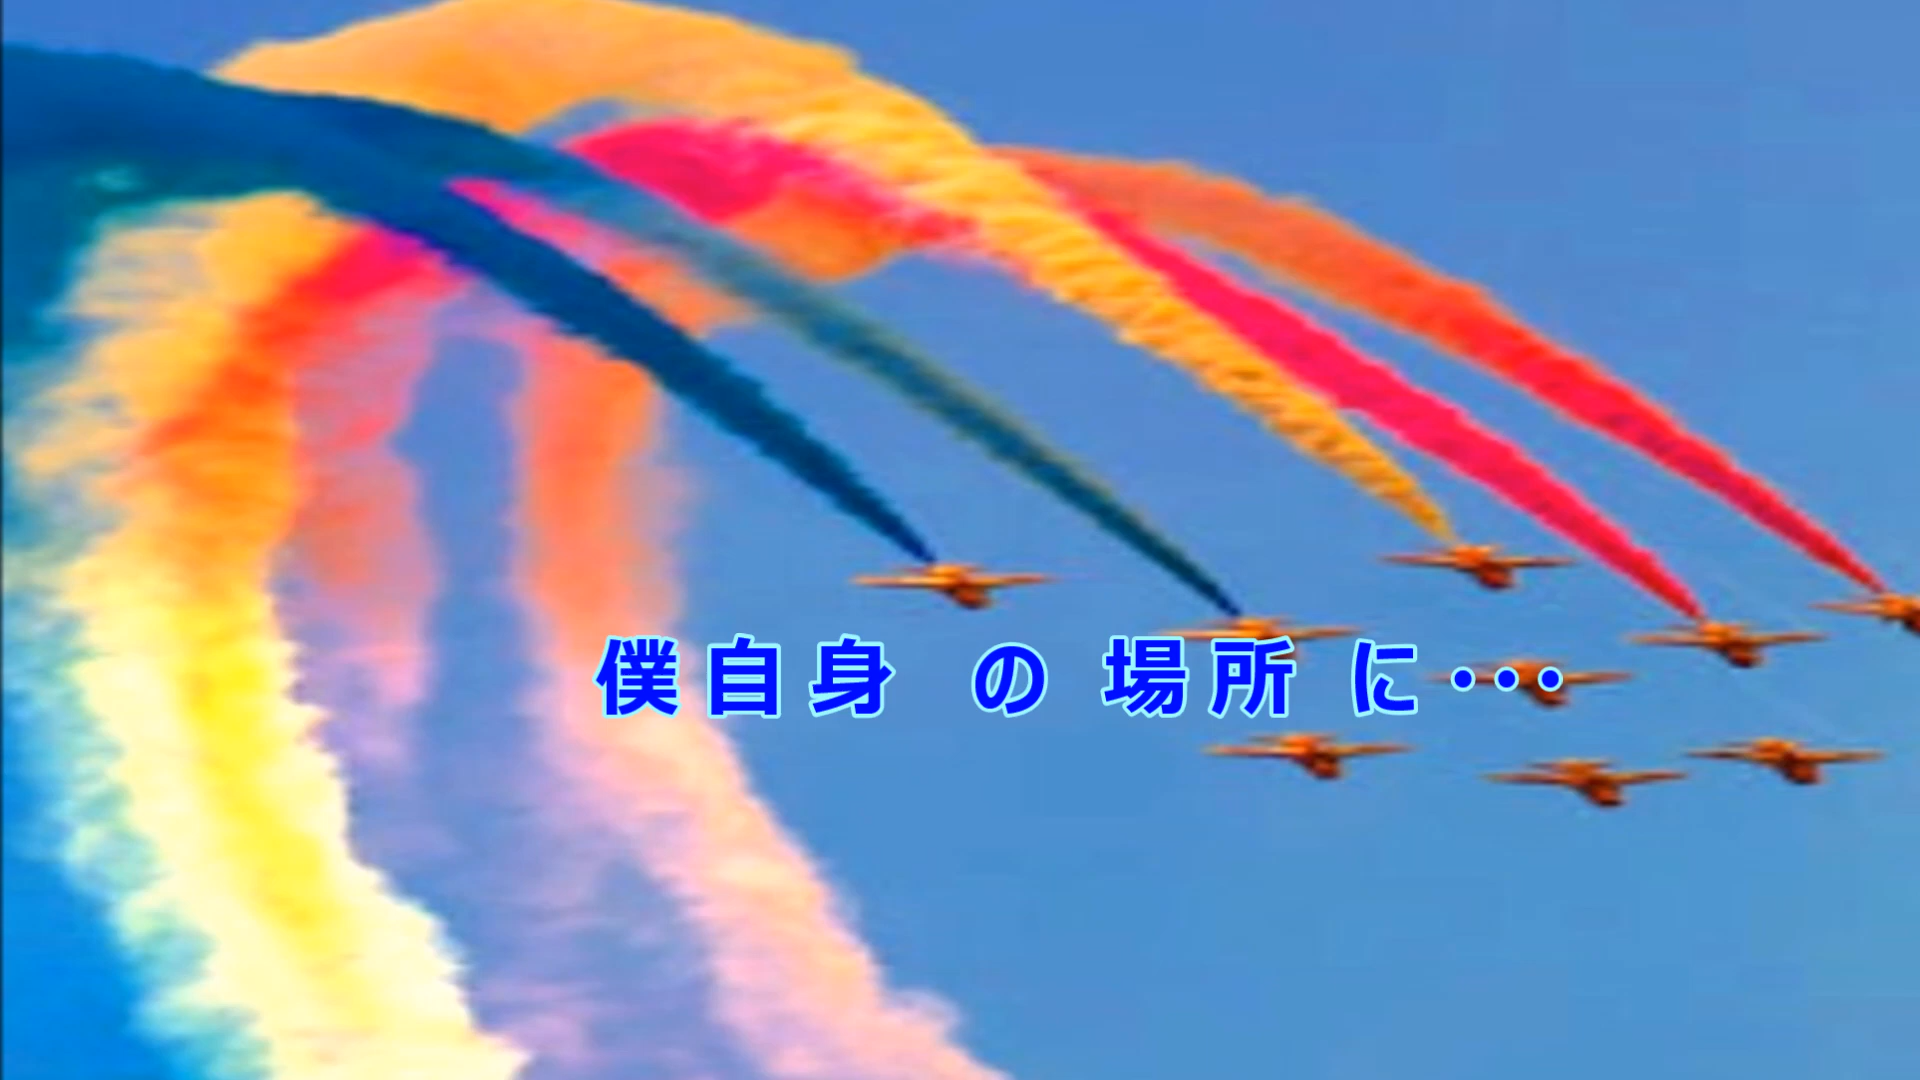 僕自身 の 場所 に・・・